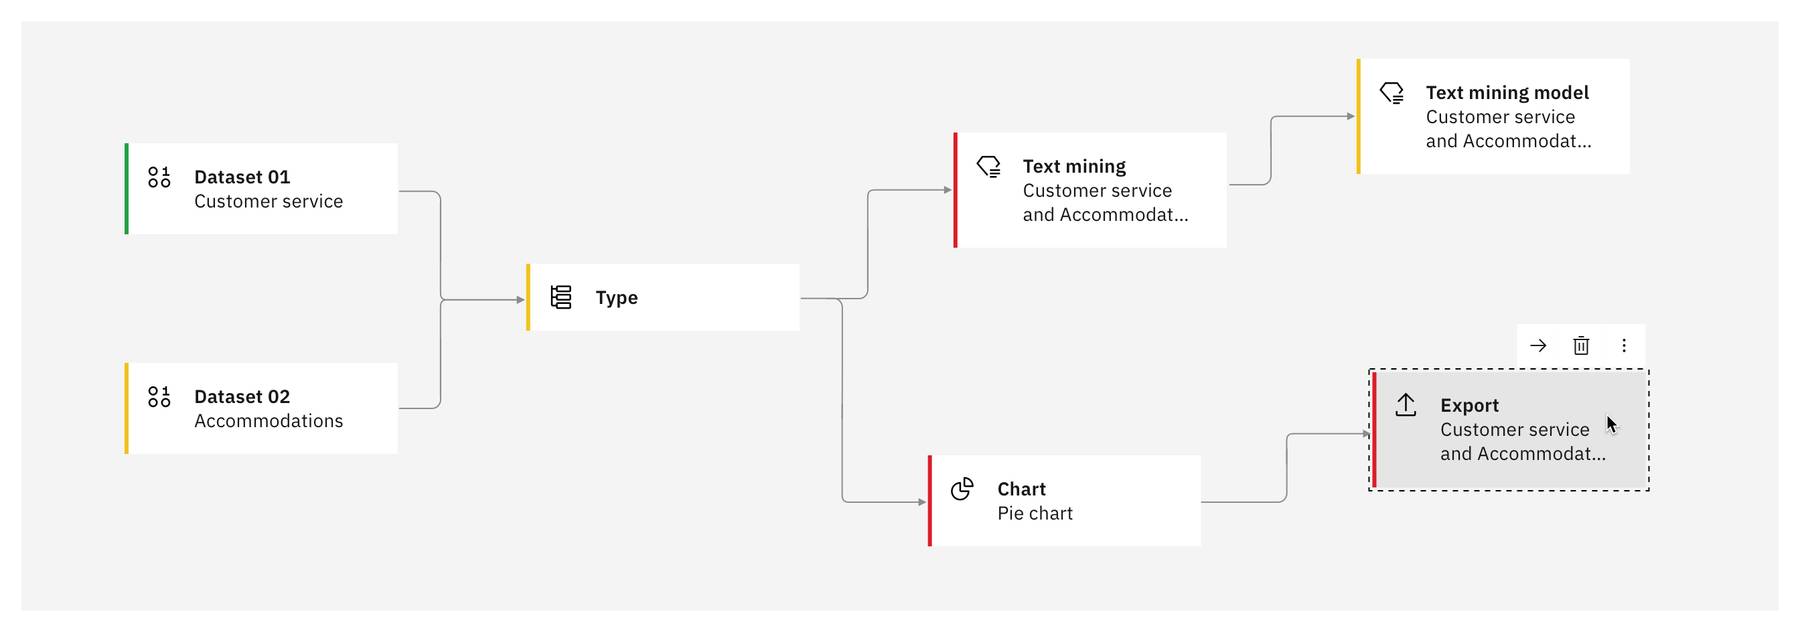 Dataset 01
Customer service
Dataset 02
Accommodations
Type
Text mining
Customer service
and Accommodat...
Text mining model
Customer service
and Accommodat...
Chart
Pie chart
Export
Customer service
and Accommodat...